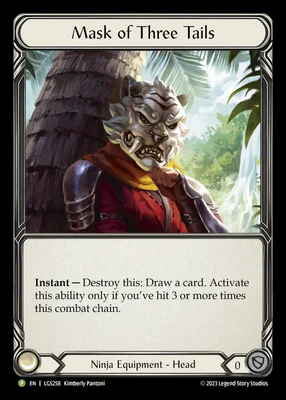 Mask of Three Tails
Instant — Destroy this: Draw a card. Activate
this ability only if you've hit 3 or more times
this combat chain.
Ninja Equipment - Head
0
P EN | LGS258 Kimberly Pantoni
© 2023 Legend Story Studios